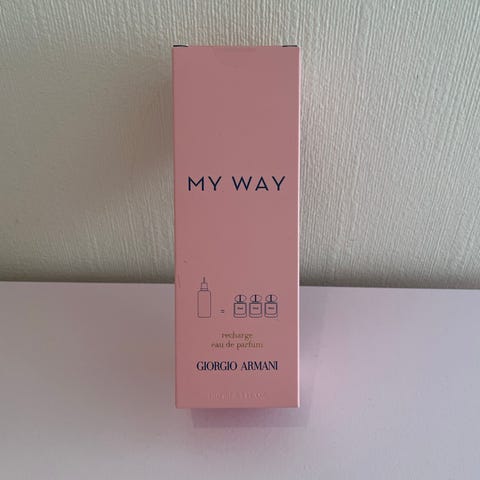 MY WAY
=
recharge
eau de parfum
GIORGIO ARMANI